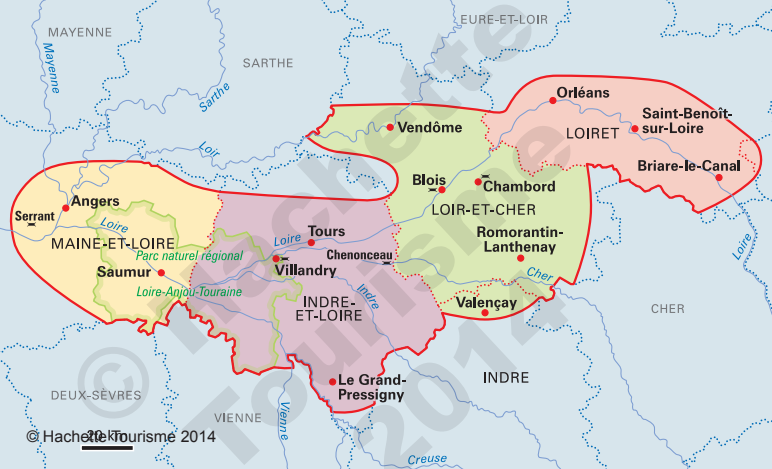 EURE-ET-LOIR
MAYENNE
SARTHE
Mayenne
Sarthe
Loir
Orléans
Saint-Benoît-
sur-Loire
LOIRET
Vendôme
Briare-le-Canal
Blois
Chambord
Angers
Serrant
Loire
LOIR-ET-CHER
MAINE-ET-LOIRE
Tours
Loire
Romorantin-
Lanthenay
Loire
Parc naturel régional
Chenonceau
Saumur
Villandry
Cher
Loire-Anjou-Touraine
Indre
INDRE-
ET-LOIRE
Valençay
CHER
Le Grand-
Pressigny
INDRE
DEUX-SÈVRES
VIENNE
Vienne
Creuse
20 km
© Hachette Tourisme 2014
© Hachette
Tourisme
2014